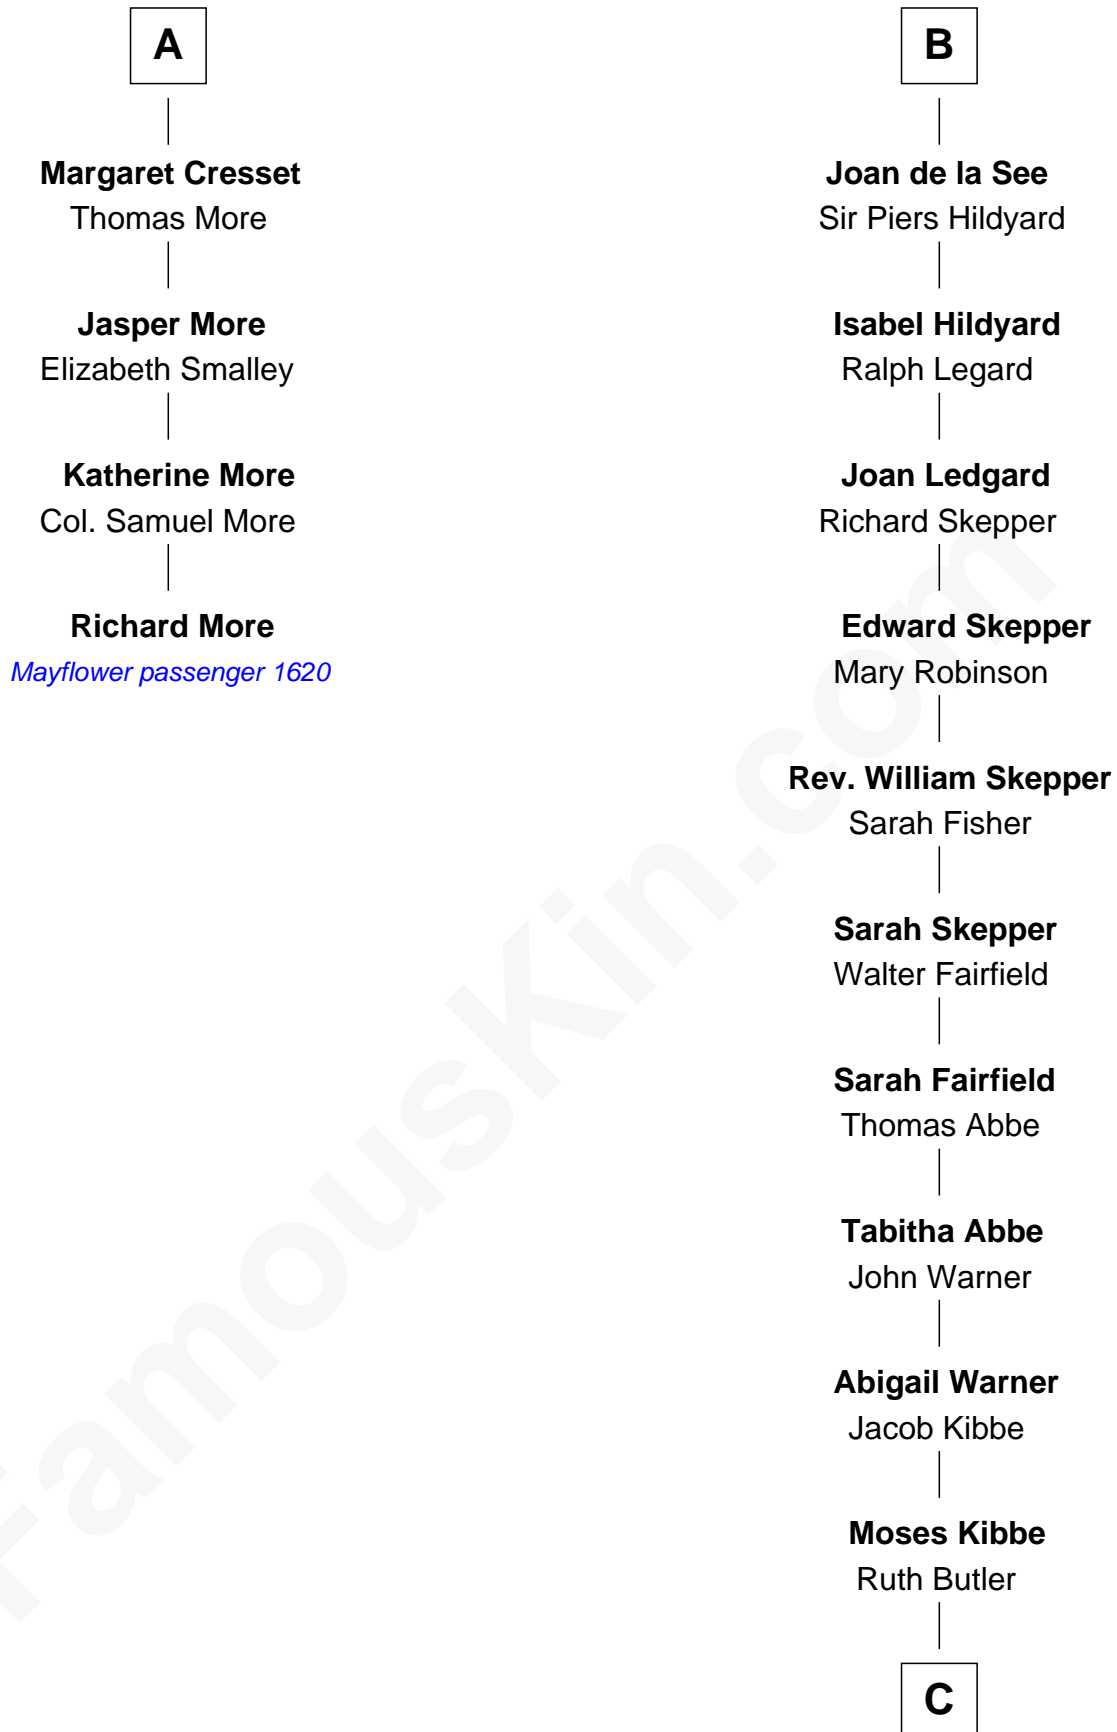 A
Margaret Cresset
Thomas More
Jasper More
Elizabeth Smalley
Katherine More
Col. Samuel More
Richard More
Mayflower passenger 1620
B
Joan de la See
Sir Piers Hildyard
Isabel Hildyard
Ralph Legard
Joan Ledgard
Richard Skepper
Edward Skepper
Mary Robinson
Rev. William Skepper
Sarah Fisher
Sarah Skepper
Walter Fairfield
Sarah Fairfield
Thomas Abbe
Tabitha Abbe
John Warner
Abigail Warner
Jacob Kibbe
Moses Kibbe
Ruth Butler
C
FamousKin.com